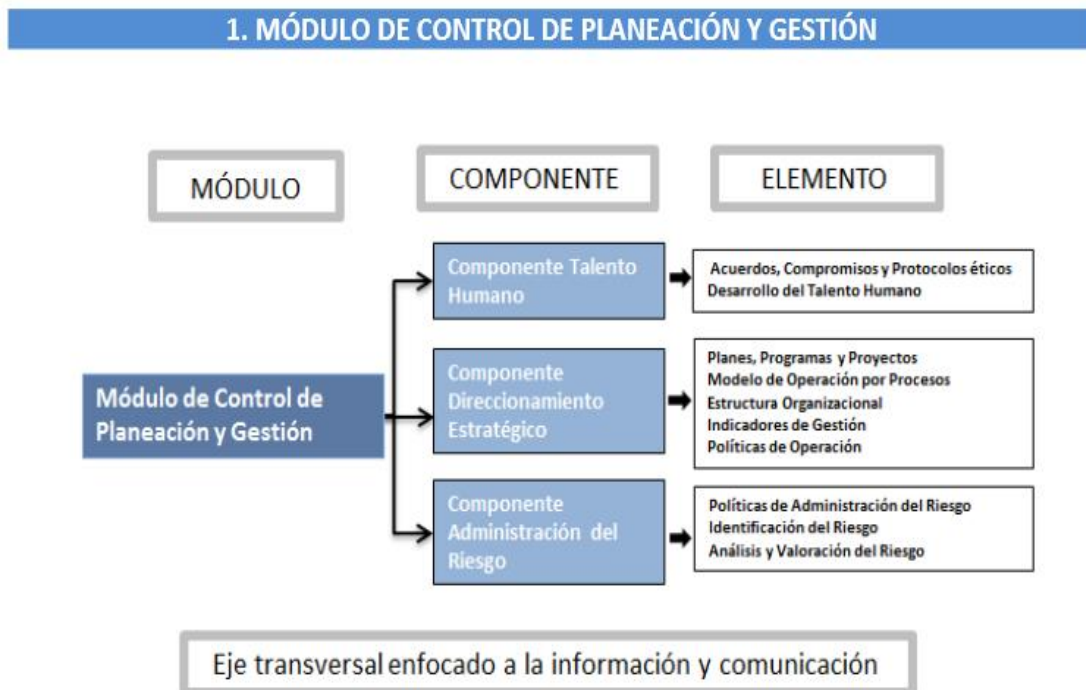 1. MÓDULO DE CONTROL DE PLANEACIÓN Y GESTIÓN
MÓDULO
COMPONENTE
ELEMENTO
Módulo de Control de
Planeación y Gestión
Componente Talento
Humano
Acuerdos, Compromisos y Protocolos éticos
Desarrollo del Talento Humano
Componente
Direccionamiento
Estratégico
Planes, Programas y Proyectos
Modelo de Operación por Procesos
Estructura Organizacional
Indicadores de Gestión
Políticas de Operación
Componente
Administración del
Riesgo
Políticas de Administración del Riesgo
Identificación del Riesgo
Análisis y Valoración del Riesgo
Eje transversal enfocado a la información y comunicación